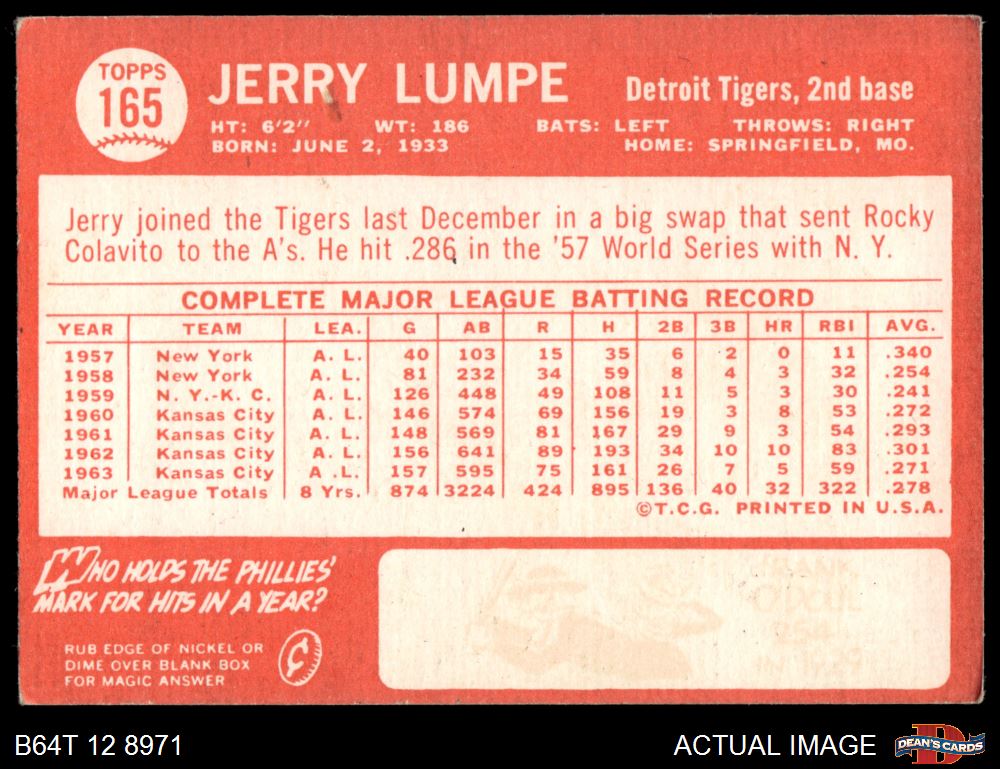 TOPPS
165
JERRY LUMPE
Detroit Tigers, 2nd base
HT: 6'2" WT: 186 BATS: LEFT THROWS: RIGHT
BORN: JUNE 2, 1933 HOME: SPRINGFIELD, MO.
Jerry joined the Tigers last December in a big swap that sent Rocky
Colavito to the A's. He hit .286 in the '57 World Series with N. Y.
COMPLETE MAJOR LEAGUE BATTING RECORD
YEAR TEAM LEA. G AB R H 2B 3B HR RBI AVG.
1957 New York A. L. 40 103 15 35 6 2 0 11 .340
1958 New York A. L. 81 232 34 59 8 4 3 32 .254
1959 N. Y.-K. C. A. L. 126 448 49 108 11 5 3 30 .241
1960 Kansas City A. L. 146 574 69 156 19 3 8 53 .272
1961 Kansas City A. L. 148 569 81 167 29 9 3 54 .293
1962 Kansas City A. L. 156 641 89 193 34 10 10 83 .301
1963 Kansas City A .L. 157 595 75 161 26 7 5 59 .271
Major League Totals 8 Yrs. 874 3224 424 895 136 40 32 322 .278
©T.C.G. PRINTED IN U.S.A.
WHO HOLDS THE PHILLIES'
MARK FOR HITS IN A YEAR?
RUB EDGE OF NICKEL OR
DIME OVER BLANK BOX
FOR MAGIC ANSWER
FRANK
O'DOUL
254
IN 1929
B64T 12 8971
ACTUAL IMAGE
D
DEAN'S CARDS